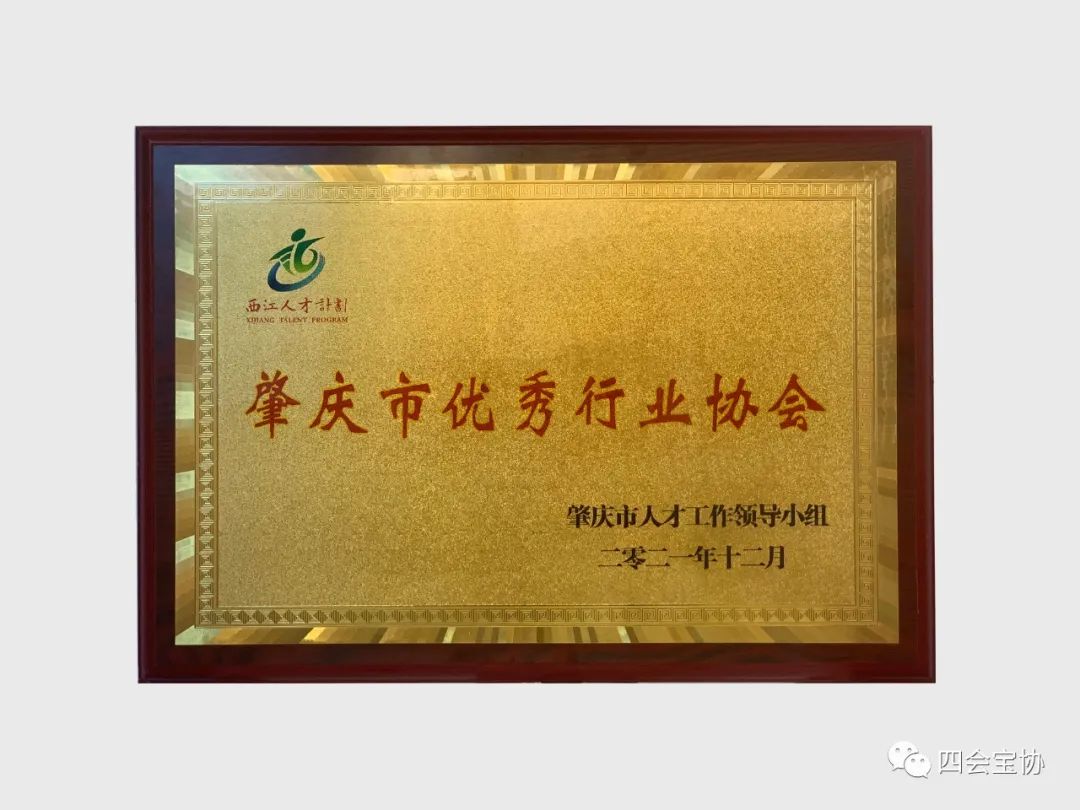 西江人才計劃
XIJIANG TALENT PROGRAM
肇庆市优秀行业协会
肇庆市人才工作领导小组
二零二一年十二月
四会宝协